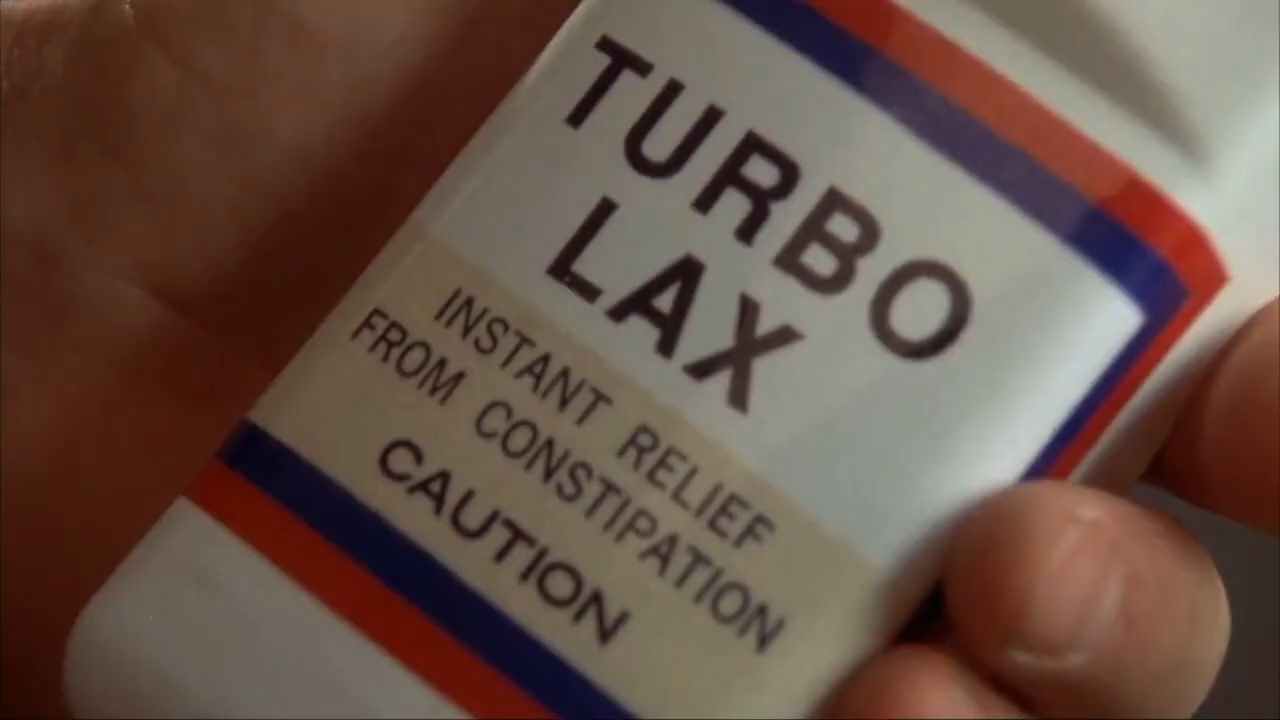 TURBO
LAX
INSTANT RELIEF
FROM CONSTIPATION
CAUTION